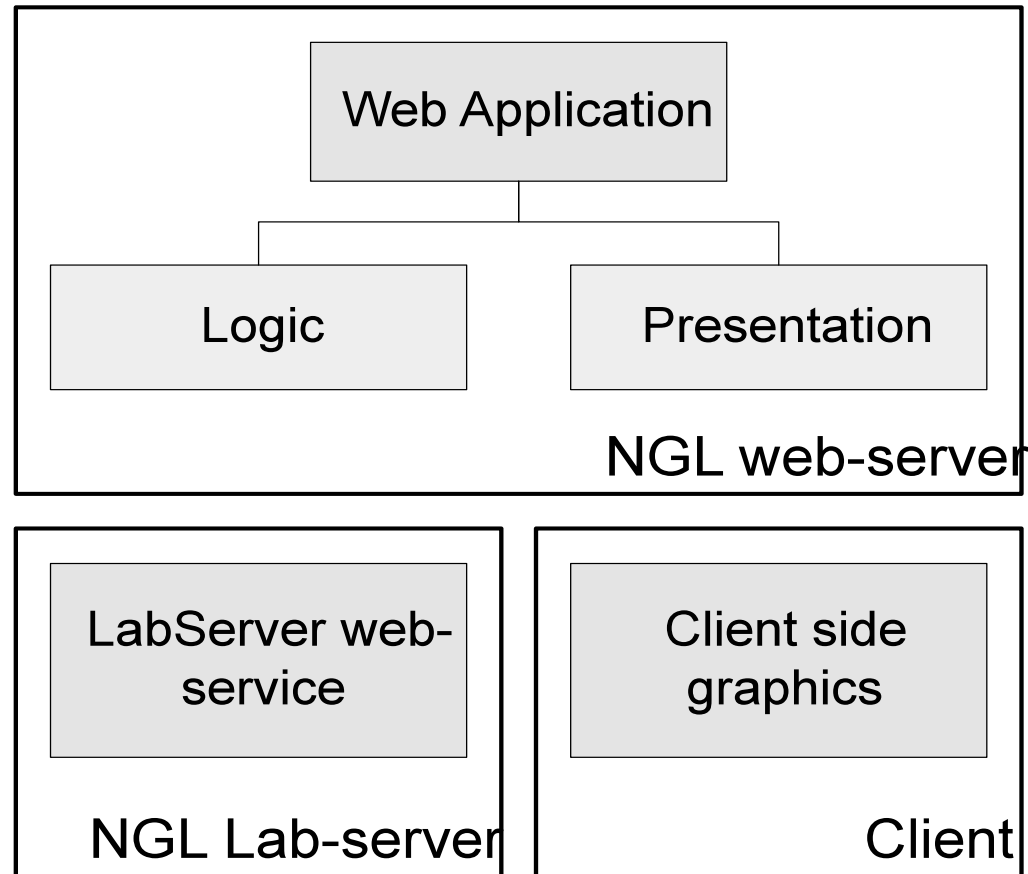 Web Application
Logic
Presentation
NGL web-server
LabServer web-
service
Client side
graphics
NGL Lab-server
Client